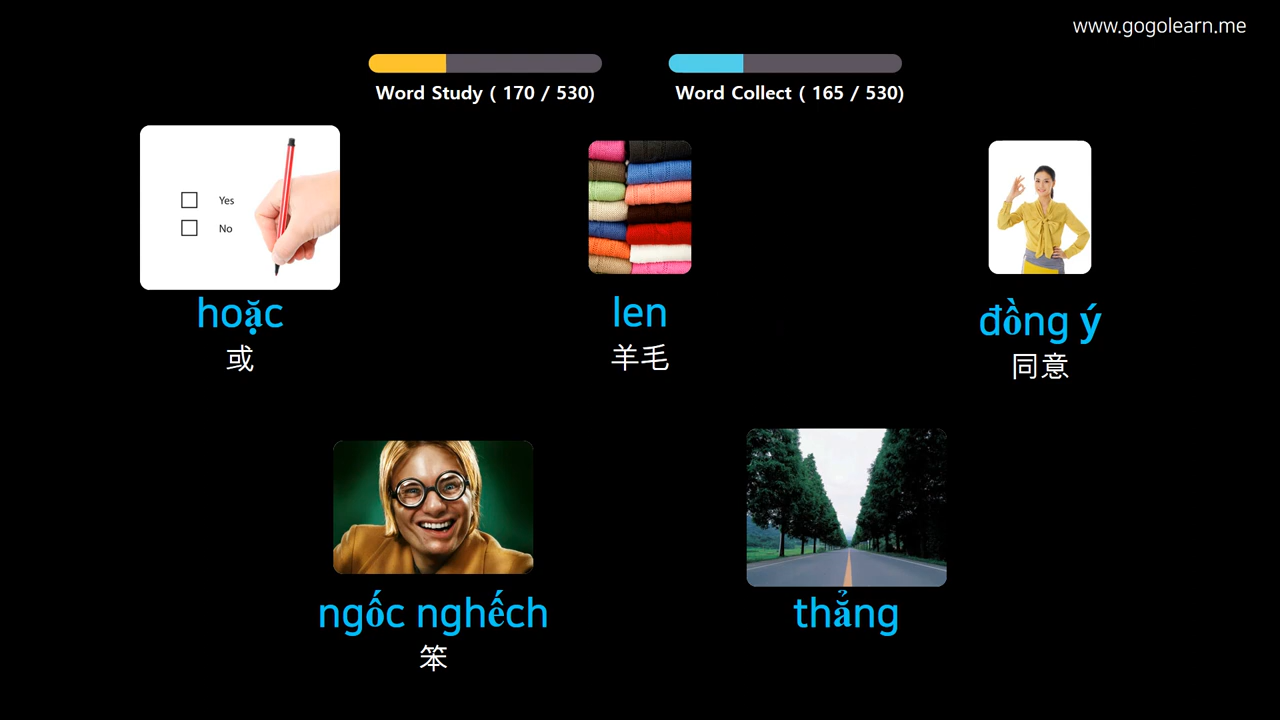 www.gogolearn.me
Word Study ( 170 / 530)
Word Collect ( 165 / 530)
Yes
No
hoặc
或
len
羊毛
đồng ý
同意
ngốc nghếch
笨
thẳng